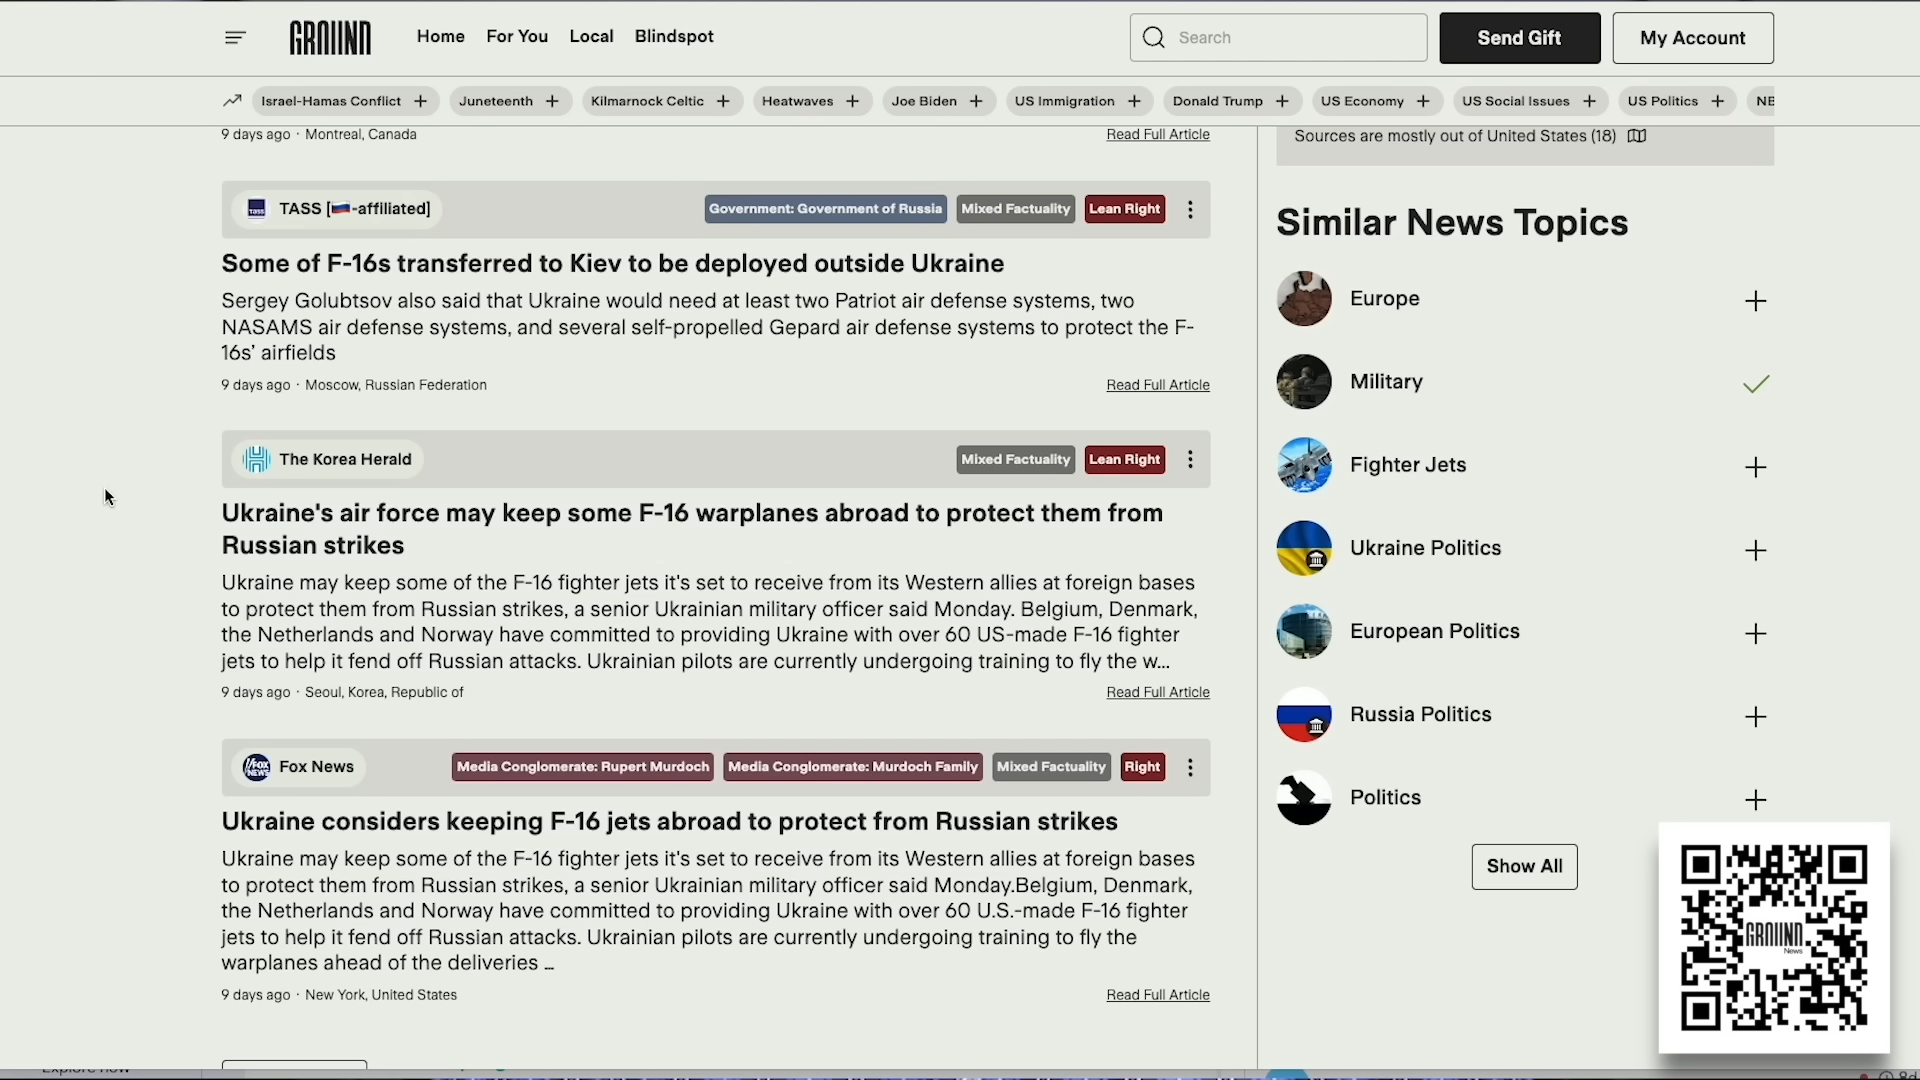 GROUND
Home
For You
Local
Blindspot
Search
Send Gift
My Account
Israel-Hamas Conflict +
Juneteenth +
Kilmarnock Celtic +
Heatwaves +
Joe Biden +
US Immigration +
Donald Trump +
US Economy +
US Social Issues +
US Politics +
9 days ago · Montreal, Canada
Read Full Article
TASS [🇷🇺-affiliated]
Government: Government of Russia
Mixed Factuality
Lean Right
Some of F-16s transferred to Kiev to be deployed outside Ukraine
Sergey Golubtsov also said that Ukraine would need at least two Patriot air defense systems, two
NASAMS air defense systems, and several self-propelled Gepard air defense systems to protect the F-
16s’ airfields
9 days ago · Moscow, Russian Federation
Read Full Article
The Korea Herald
Mixed Factuality
Lean Right
Ukraine's air force may keep some F-16 warplanes abroad to protect them from
Russian strikes
Ukraine may keep some of the F-16 fighter jets it's set to receive from its Western allies at foreign bases
to protect them from Russian strikes, a senior Ukrainian military officer said Monday. Belgium, Denmark,
the Netherlands and Norway have committed to providing Ukraine with over 60 US-made F-16 fighter
jets to help it fend off Russian attacks. Ukrainian pilots are currently undergoing training to fly the w...
9 days ago · Seoul, Korea, Republic of
Read Full Article
Fox News
Media Conglomerate: Rupert Murdoch
Media Conglomerate: Murdoch Family
Mixed Factuality
Right
Ukraine considers keeping F-16 jets abroad to protect from Russian strikes
Ukraine may keep some of the F-16 fighter jets it's set to receive from its Western allies at foreign bases
to protect them from Russian strikes, a senior Ukrainian military officer said Monday.Belgium, Denmark,
the Netherlands and Norway have committed to providing Ukraine with over 60 U.S.-made F-16 fighter
jets to help it fend off Russian attacks. Ukrainian pilots are currently undergoing training to fly the
warplanes ahead of the deliveries …
9 days ago · New York, United States
Read Full Article
Sources are mostly out of United States (18)
Similar News Topics
Europe
Military
Fighter Jets
Ukraine Politics
European Politics
Russia Politics
Politics
Show All
GROUND
News